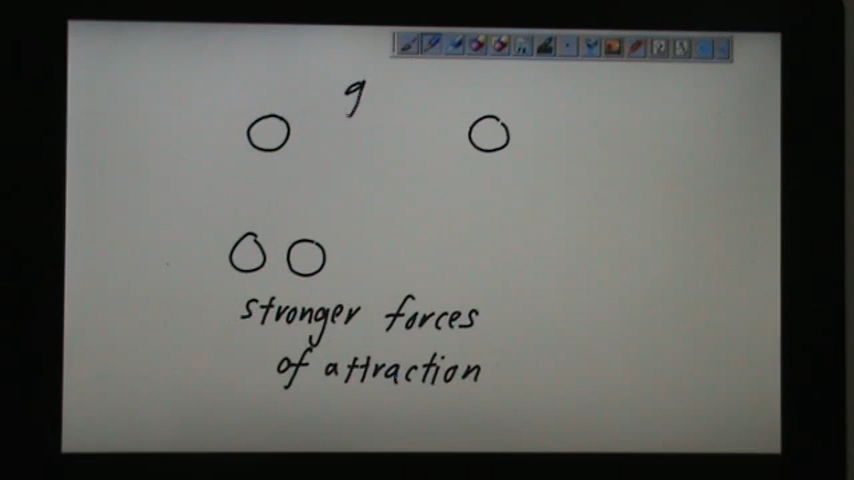 g
stronger forces
of attraction